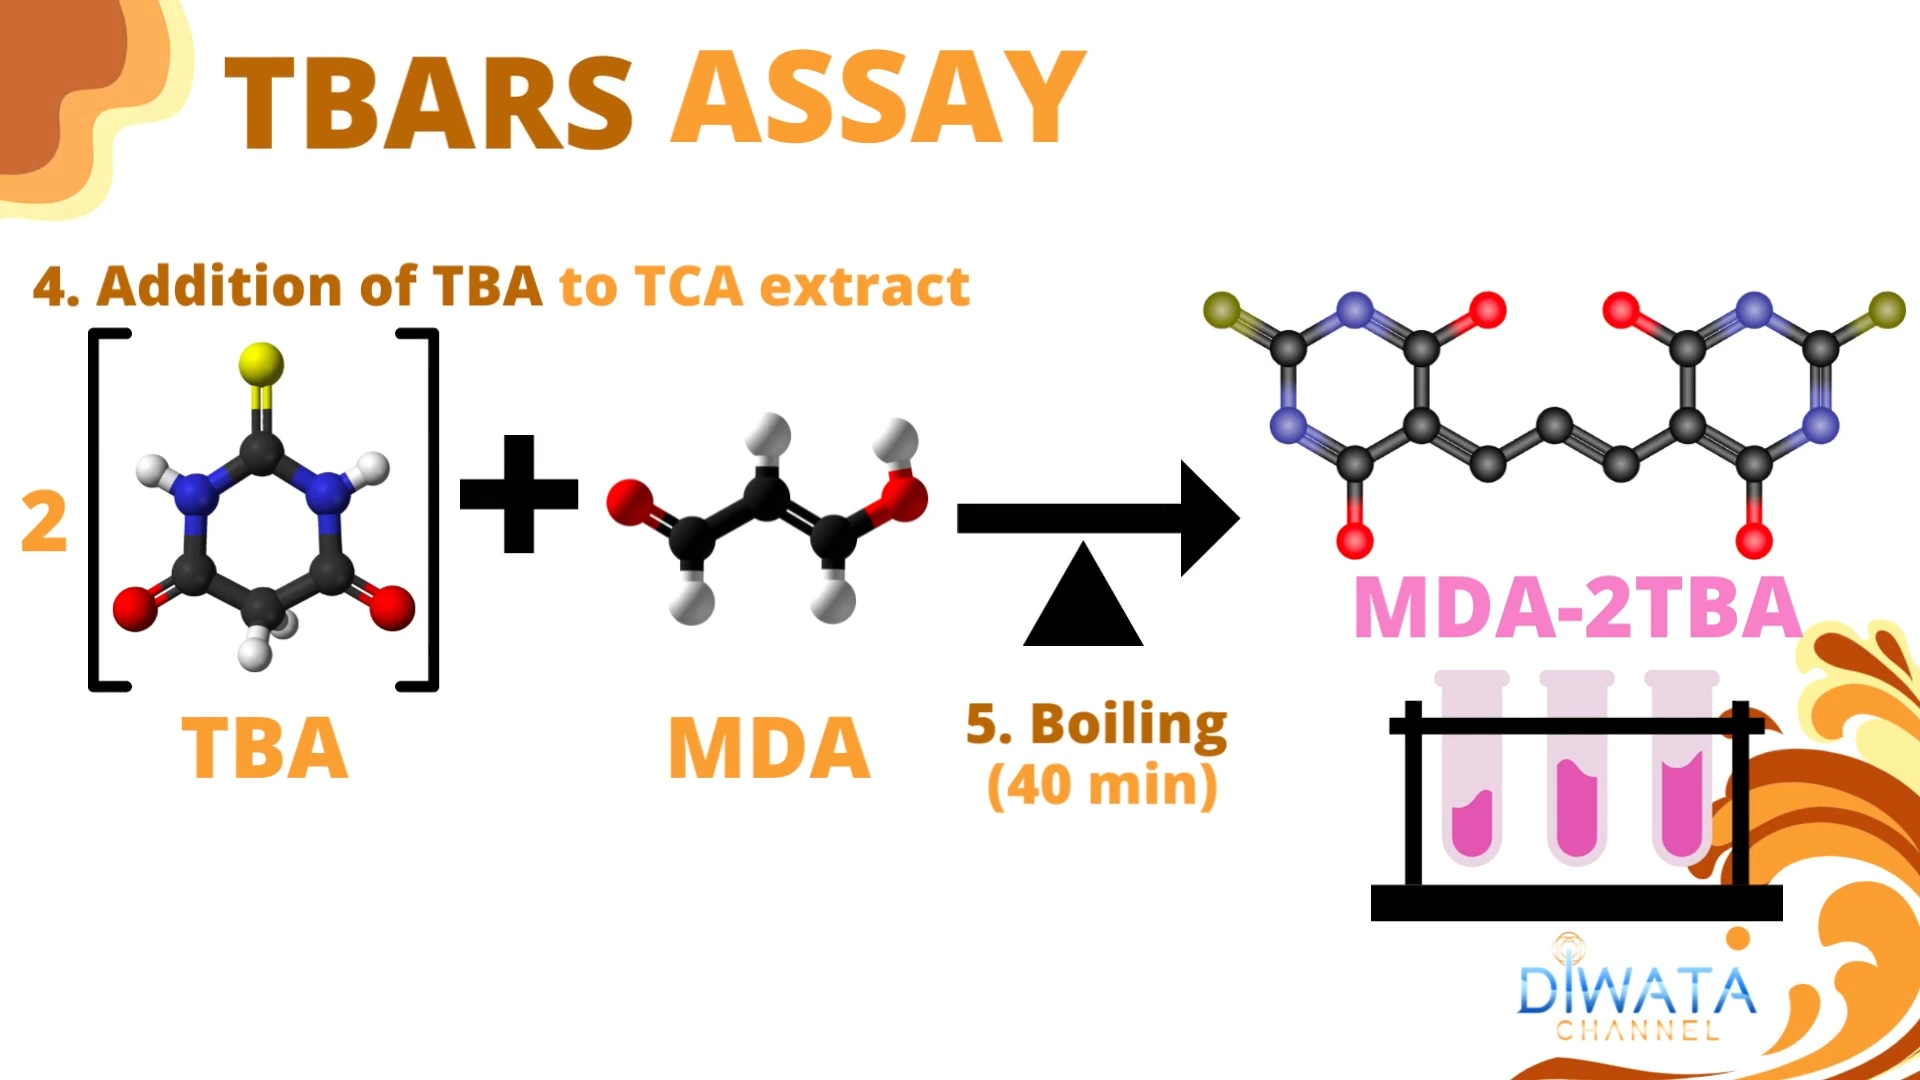 TBARS ASSAY
4. Addition of TBA to TCA extract
2
TBA
MDA
5. Boiling
(40 min)
MDA-2TBA
DIWATA
CHANNEL